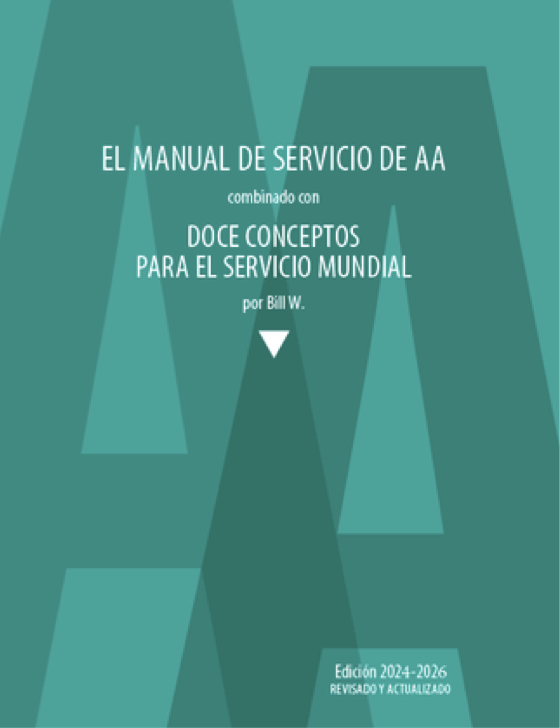 EL MANUAL DE SERVICIO DE AA
combinado con
DOCE CONCEPTOS
PARA EL SERVICIO MUNDIAL
por Bill W.
Edición 2024-2026
REVISADO Y ACTUALIZADO